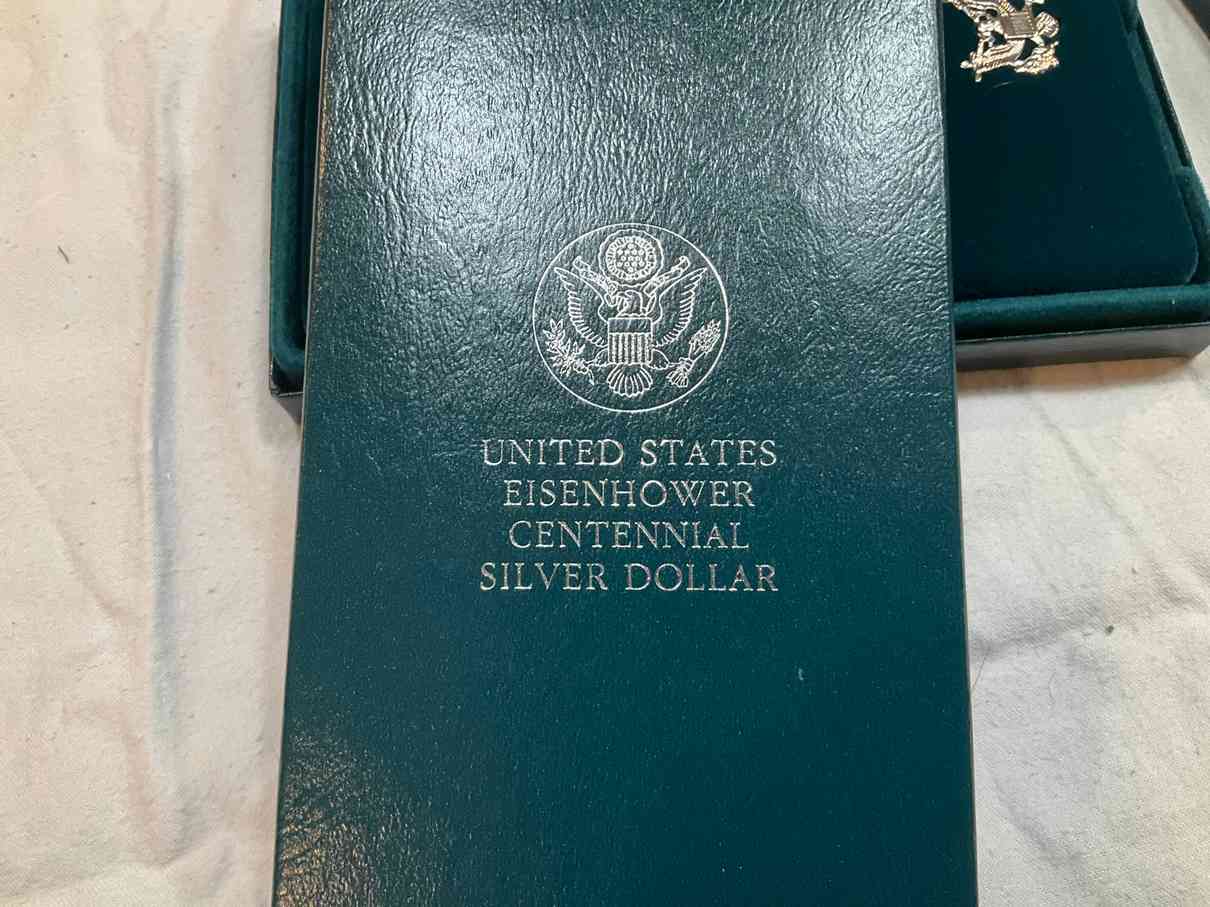 UNITED STATES
EISENHOWER
CENTENNIAL
SILVER DOLLAR